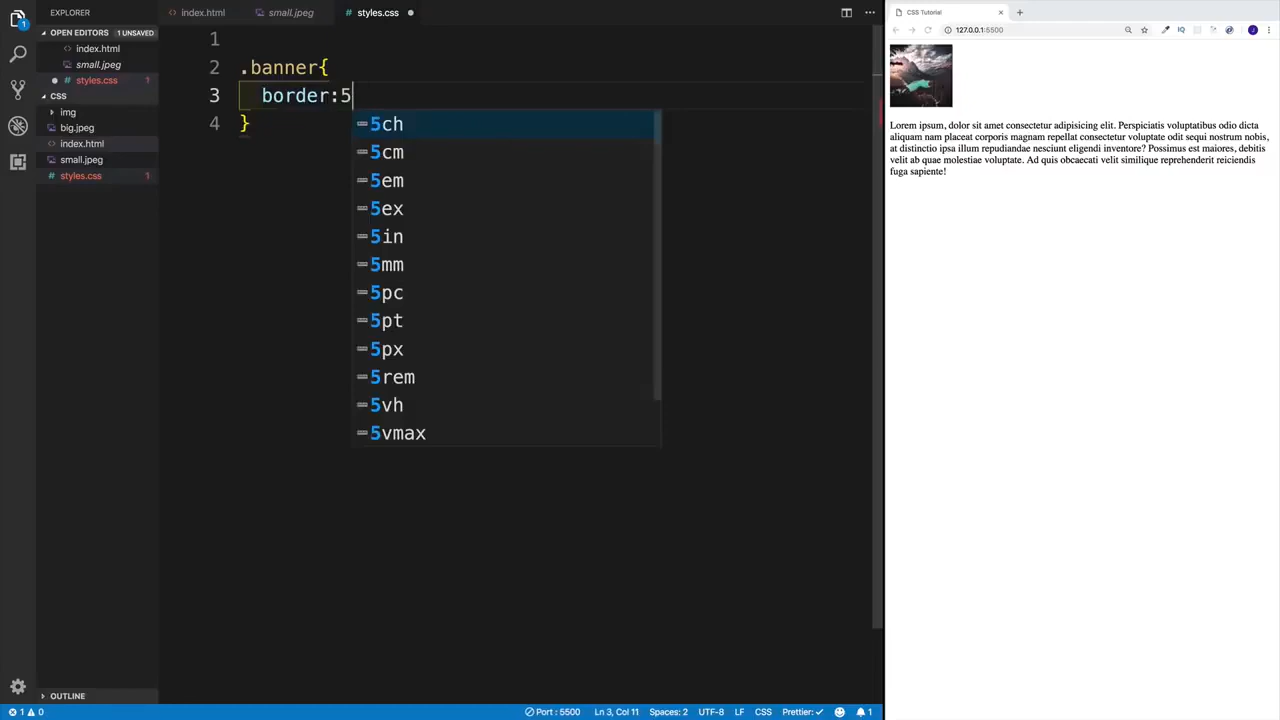 EXPLORER
OPEN EDITORS 1 UNSAVED
index.html
small.jpeg
styles.css 1
CSS
img
big.jpeg
index.html
small.jpeg
styles.css 1
OUTLINE
index.html small.jpeg styles.css
1
2 .banner{
3 border:5
4 }
5ch
5cm
5em
5ex
5in
5mm
5pc
5pt
5px
5rem
5vh
5vmax
1 0 Port : 5500 Ln 3, Col 11 Spaces: 2 UTF-8 LF CSS Prettier: 1
CSS Tutorial
127.0.0.1:5500
Lorem ipsum, dolor sit amet consectetur adipisicing elit. Perspiciatis voluptatibus odio dicta
aliquam nam placeat corporis magnam repellat consectetur voluptate odit sequi nostrum nobis,
at distinctio ipsa illum repudiandae nesciunt eligendi inventore? Possimus est maiores, debitis
velit ab quae molestiae voluptate. Ad quis obcaecati velit similique reprehenderit reiciendis
fuga sapiente!